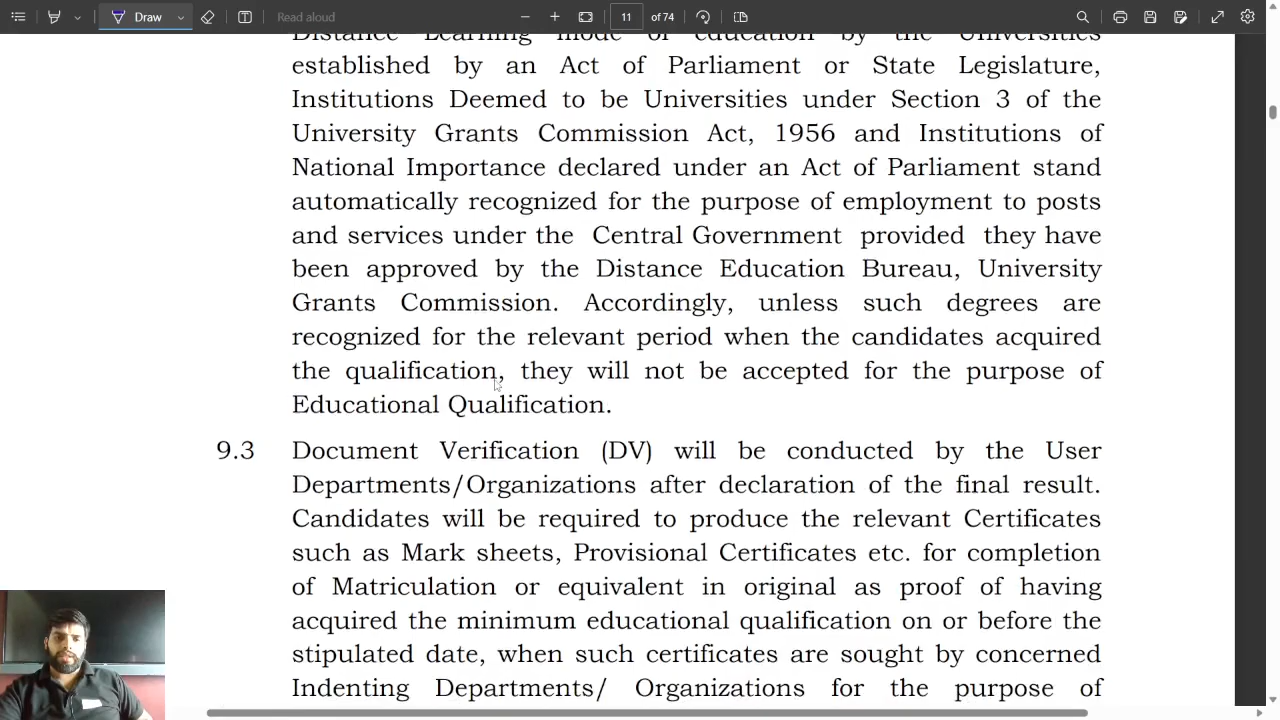 Draw
Read aloud
11 of 74
Distance Learning mode of education by the Universities
established by an Act of Parliament or State Legislature,
Institutions Deemed to be Universities under Section 3 of the
University Grants Commission Act, 1956 and Institutions of
National Importance declared under an Act of Parliament stand
automatically recognized for the purpose of employment to posts
and services under the Central Government provided they have
been approved by the Distance Education Bureau, University
Grants Commission. Accordingly, unless such degrees are
recognized for the relevant period when the candidates acquired
the qualification, they will not be accepted for the purpose of
Educational Qualification.
9.3 Document Verification (DV) will be conducted by the User
Departments/Organizations after declaration of the final result.
Candidates will be required to produce the relevant Certificates
such as Mark sheets, Provisional Certificates etc. for completion
of Matriculation or equivalent in original as proof of having
acquired the minimum educational qualification on or before the
stipulated date, when such certificates are sought by concerned
Indenting Departments/ Organizations for the purpose of